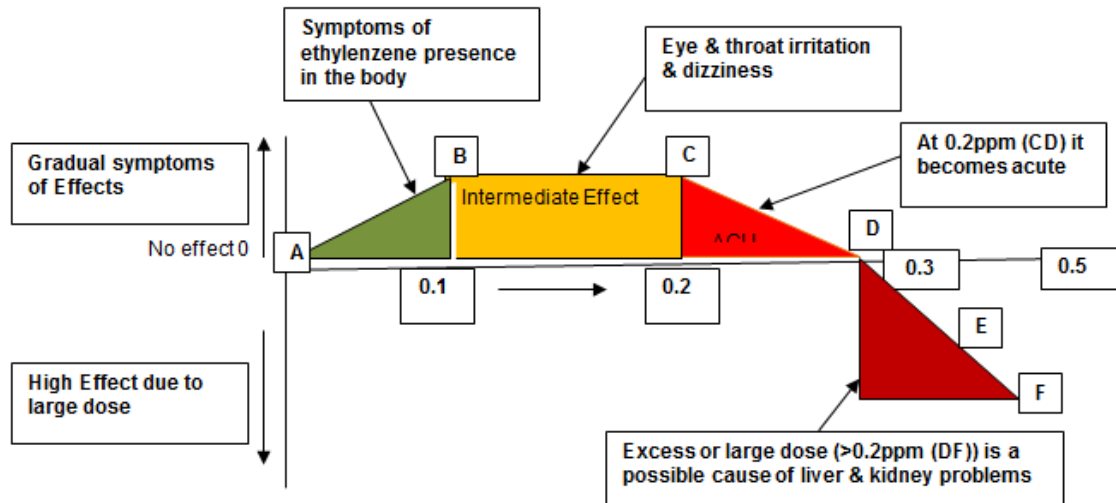 Symptoms of
ethylenzene presence
in the body
Eye & throat irritation
& dizziness
At 0.2ppm (CD) it
becomes acute
Gradual symptoms
of Effects
B
C
Intermediate Effect
D
No effect 0
A
0.1
0.2
0.3
0.5
E
High Effect due to
large dose
F
Excess or large dose (>0.2ppm (DF)) is a
possible cause of liver & kidney problems